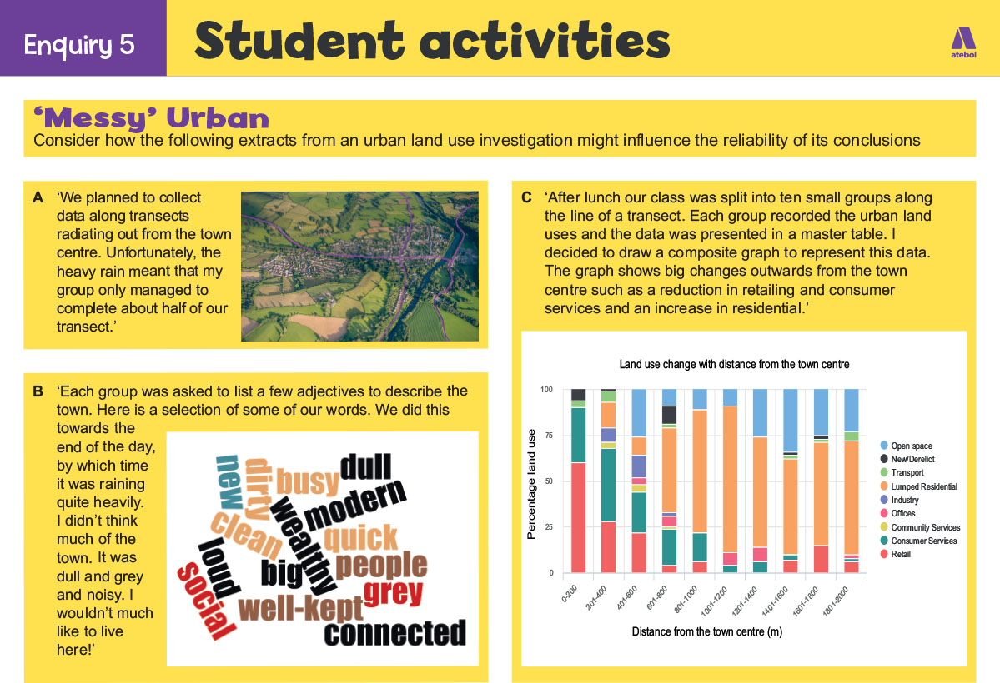 Enquiry 5
Student activities
atebol
‘Messy’ Urban
Consider how the following extracts from an urban land use investigation might influence the reliability of its conclusions
A ‘We planned to collect
data along transects
radiating out from the town
centre. Unfortunately, the
heavy rain meant that my
group only managed to
complete about half of our
transect.’
B ‘Each group was asked to list a few adjectives to describe the
town. Here is a selection of some of our words. We did this
towards the
end of the day,
by which time
it was raining
quite heavily.
I didn’t think
much of the
town. It was
dull and grey
and noisy. I
wouldn’t much
like to live
here!’
new
dirty
busy
dull
modern
wealthy
clean
quick
loud
big
people
social
well-kept
grey
connected
C ‘After lunch our class was split into ten small groups along
the line of a transect. Each group recorded the urban land
uses and the data was presented in a master table. I
decided to draw a composite graph to represent this data.
The graph shows big changes outwards from the town
centre such as a reduction in retailing and consumer
services and an increase in residential.’
Land use change with distance from the town centre
Percentage land use
100
75
50
25
0
0-200
201-400
401-600
601-800
801-1000
1001-1200
1201-1400
1401-1600
1601-1800
1801-2000
Distance from the town centre (m)
Open space
New/Derelict
Transport
Lumped Residential
Industry
Offices
Community Services
Consumer Services
Retail